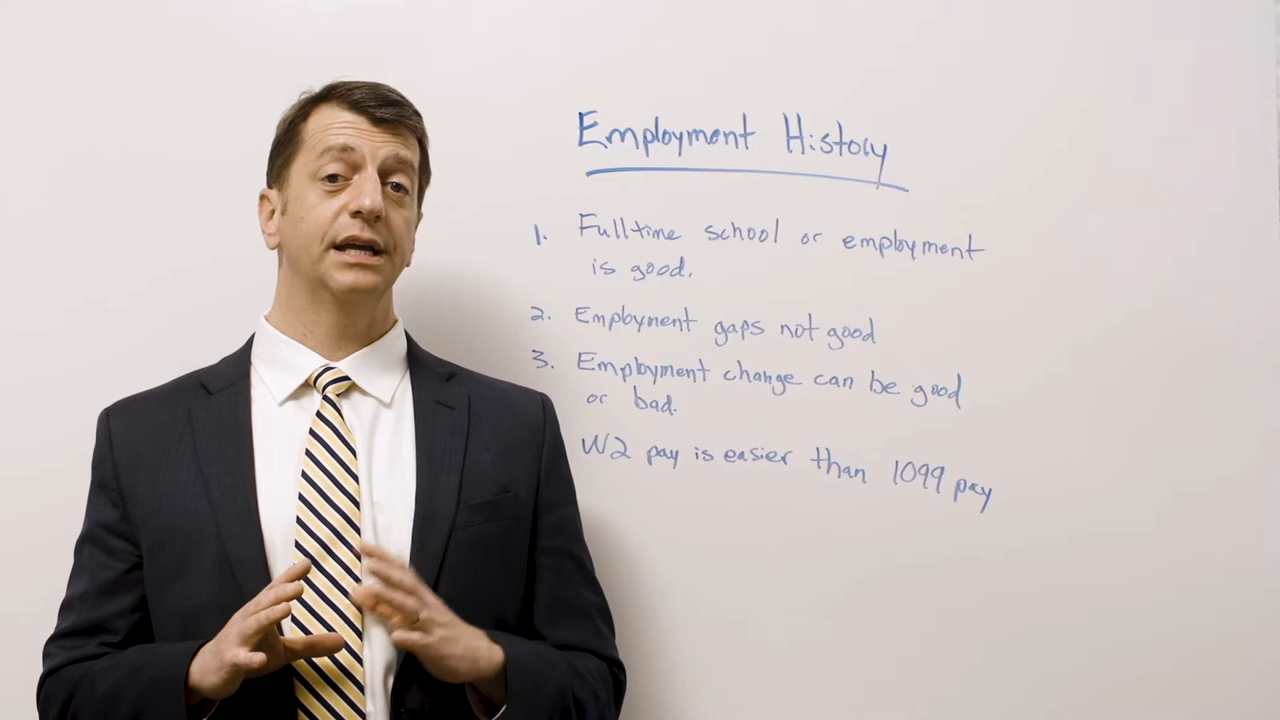 Employment History
1. Fulltime school or employment
is good.
2. Employment gaps not good
3. Employment change can be good
or bad.
W2 pay is easier than 1099 pay